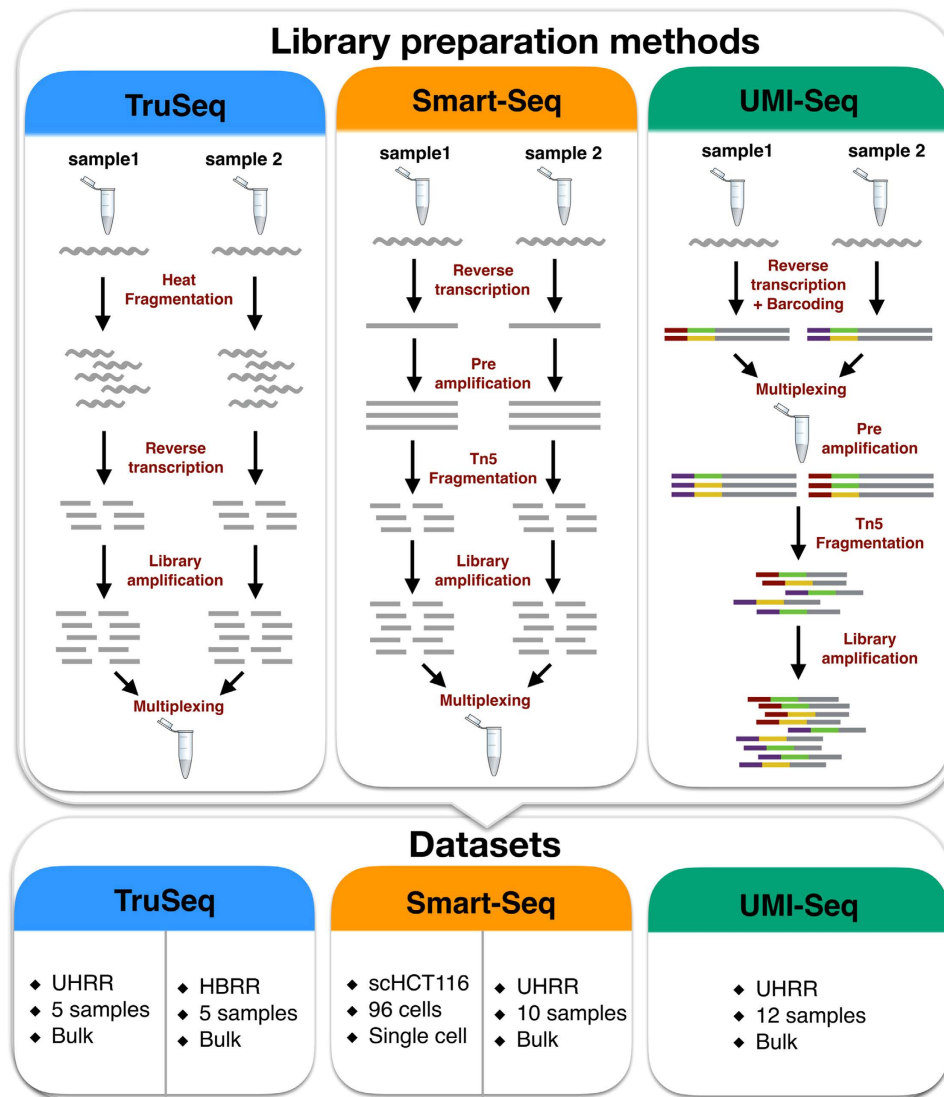 Library preparation methods
TruSeq
sample1
sample 2
Heat
Fragmentation
Reverse
transcription
Library
amplification
Multiplexing
Smart-Seq
sample1
sample 2
Reverse
transcription
Pre
amplification
Tn5
Fragmentation
Library
amplification
Multiplexing
UMI-Seq
sample1
sample 2
Reverse
transcription
+ Barcoding
Multiplexing
Pre
amplification
Tn5
Fragmentation
Library
amplification
Datasets
TruSeq
◆ UHRR
◆ 5 samples
◆ Bulk
◆ HBRR
◆ 5 samples
◆ Bulk
Smart-Seq
◆ scHCT116
◆ 96 cells
◆ Single cell
◆ UHRR
◆ 10 samples
◆ Bulk
UMI-Seq
◆ UHRR
◆ 12 samples
◆ Bulk